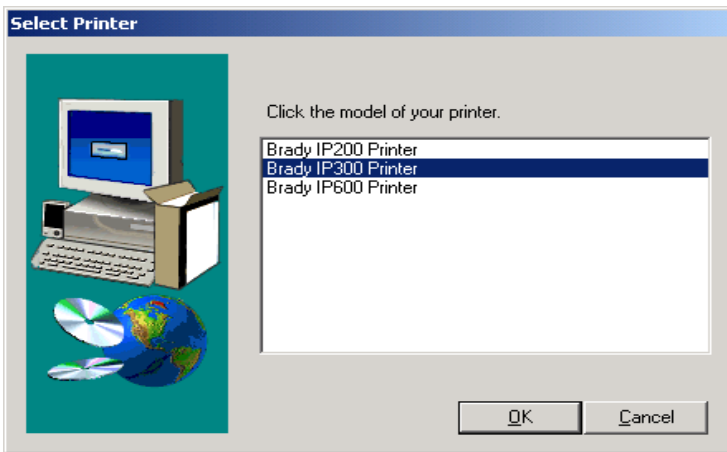 Select Printer
Click the model of your printer.
Brady IP200 Printer
Brady IP300 Printer
Brady IP600 Printer
OK
Cancel